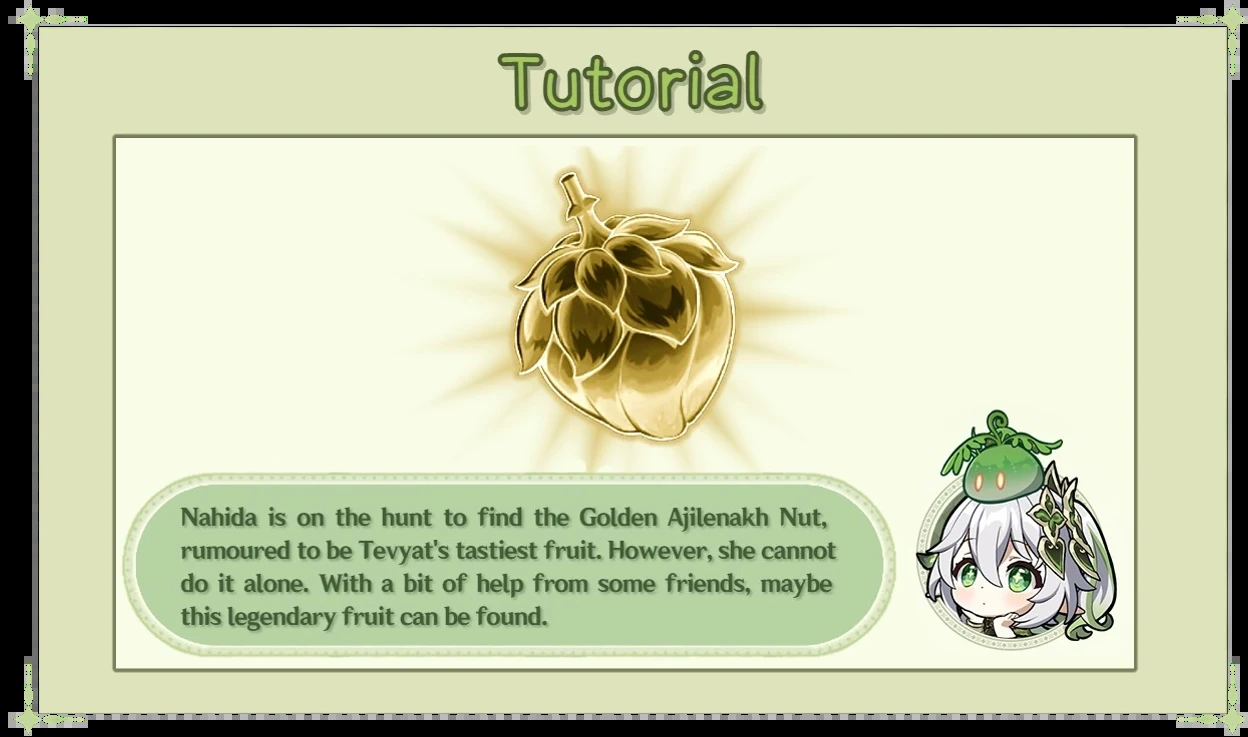 Tutorial
Nahida is on the hunt to find the Golden Ajilenakh Nut,
rumoured to be Tevyat's tastiest fruit. However, she cannot
do it alone. With a bit of help from some friends, maybe
this legendary fruit can be found.